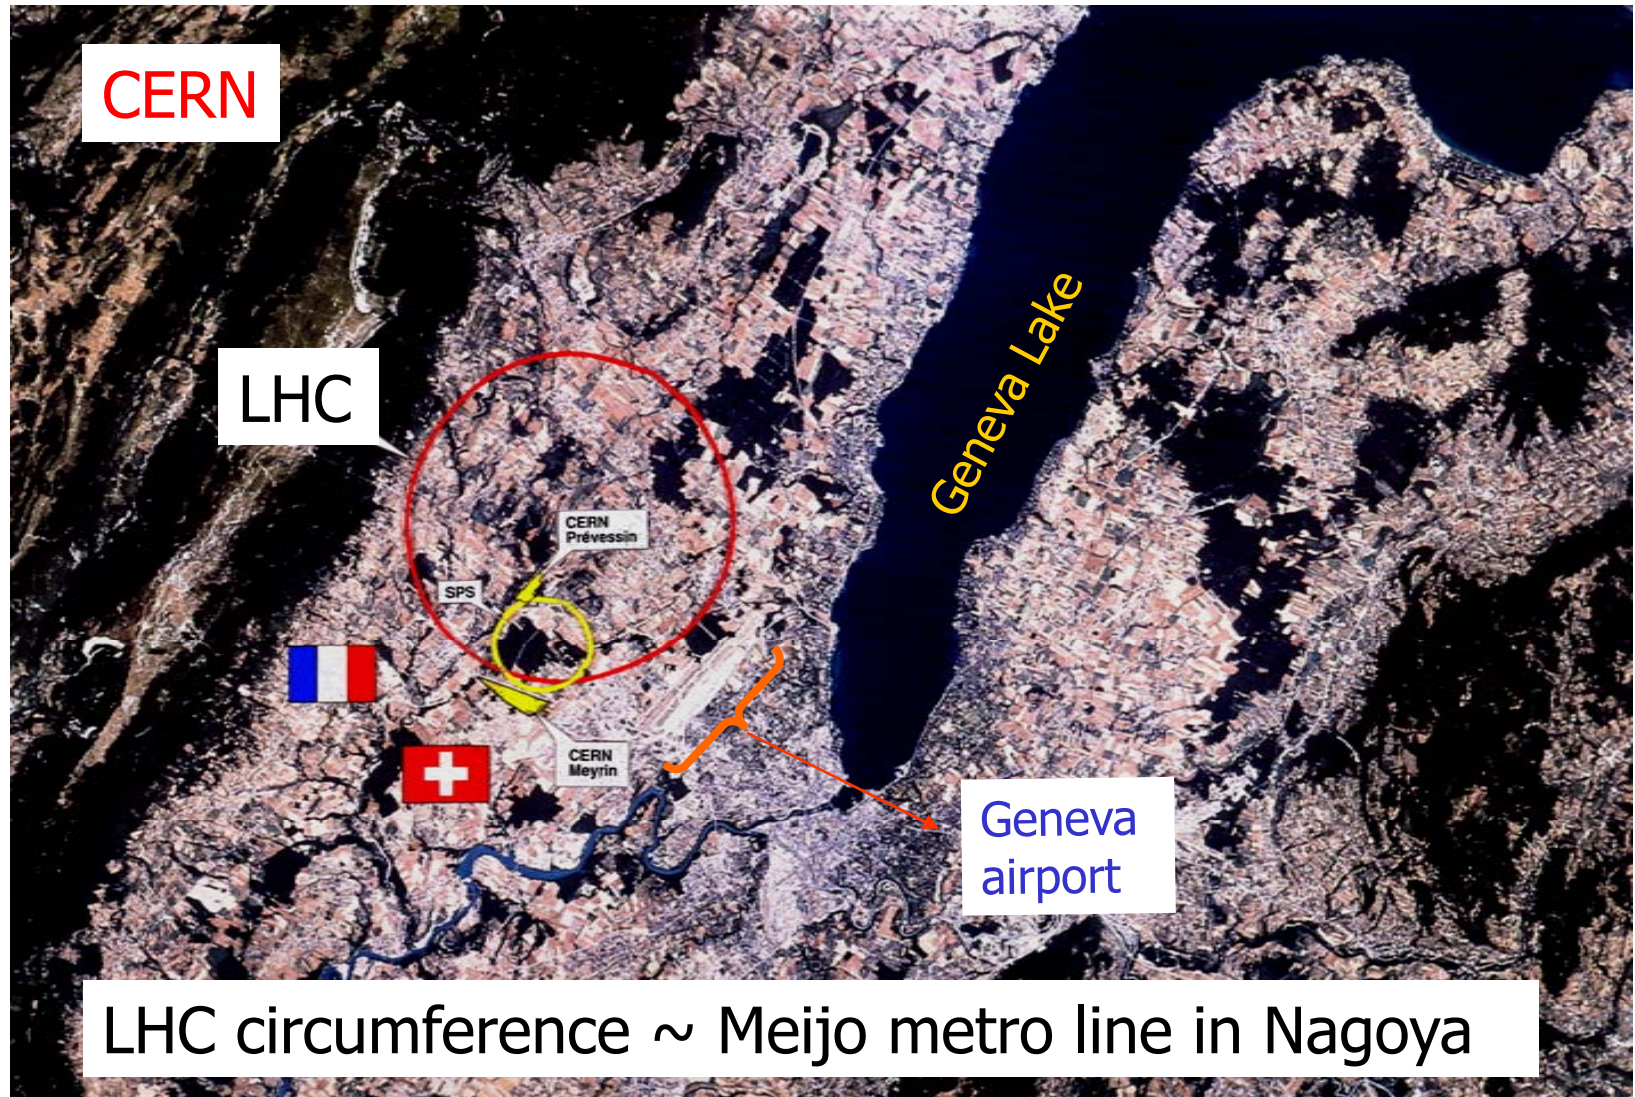 CERN
LHC
Geneva Lake
CERN
Prévessin
SPS
CERN
Meyrin
Geneva
airport
LHC circumference ~ Meijo metro line in Nagoya